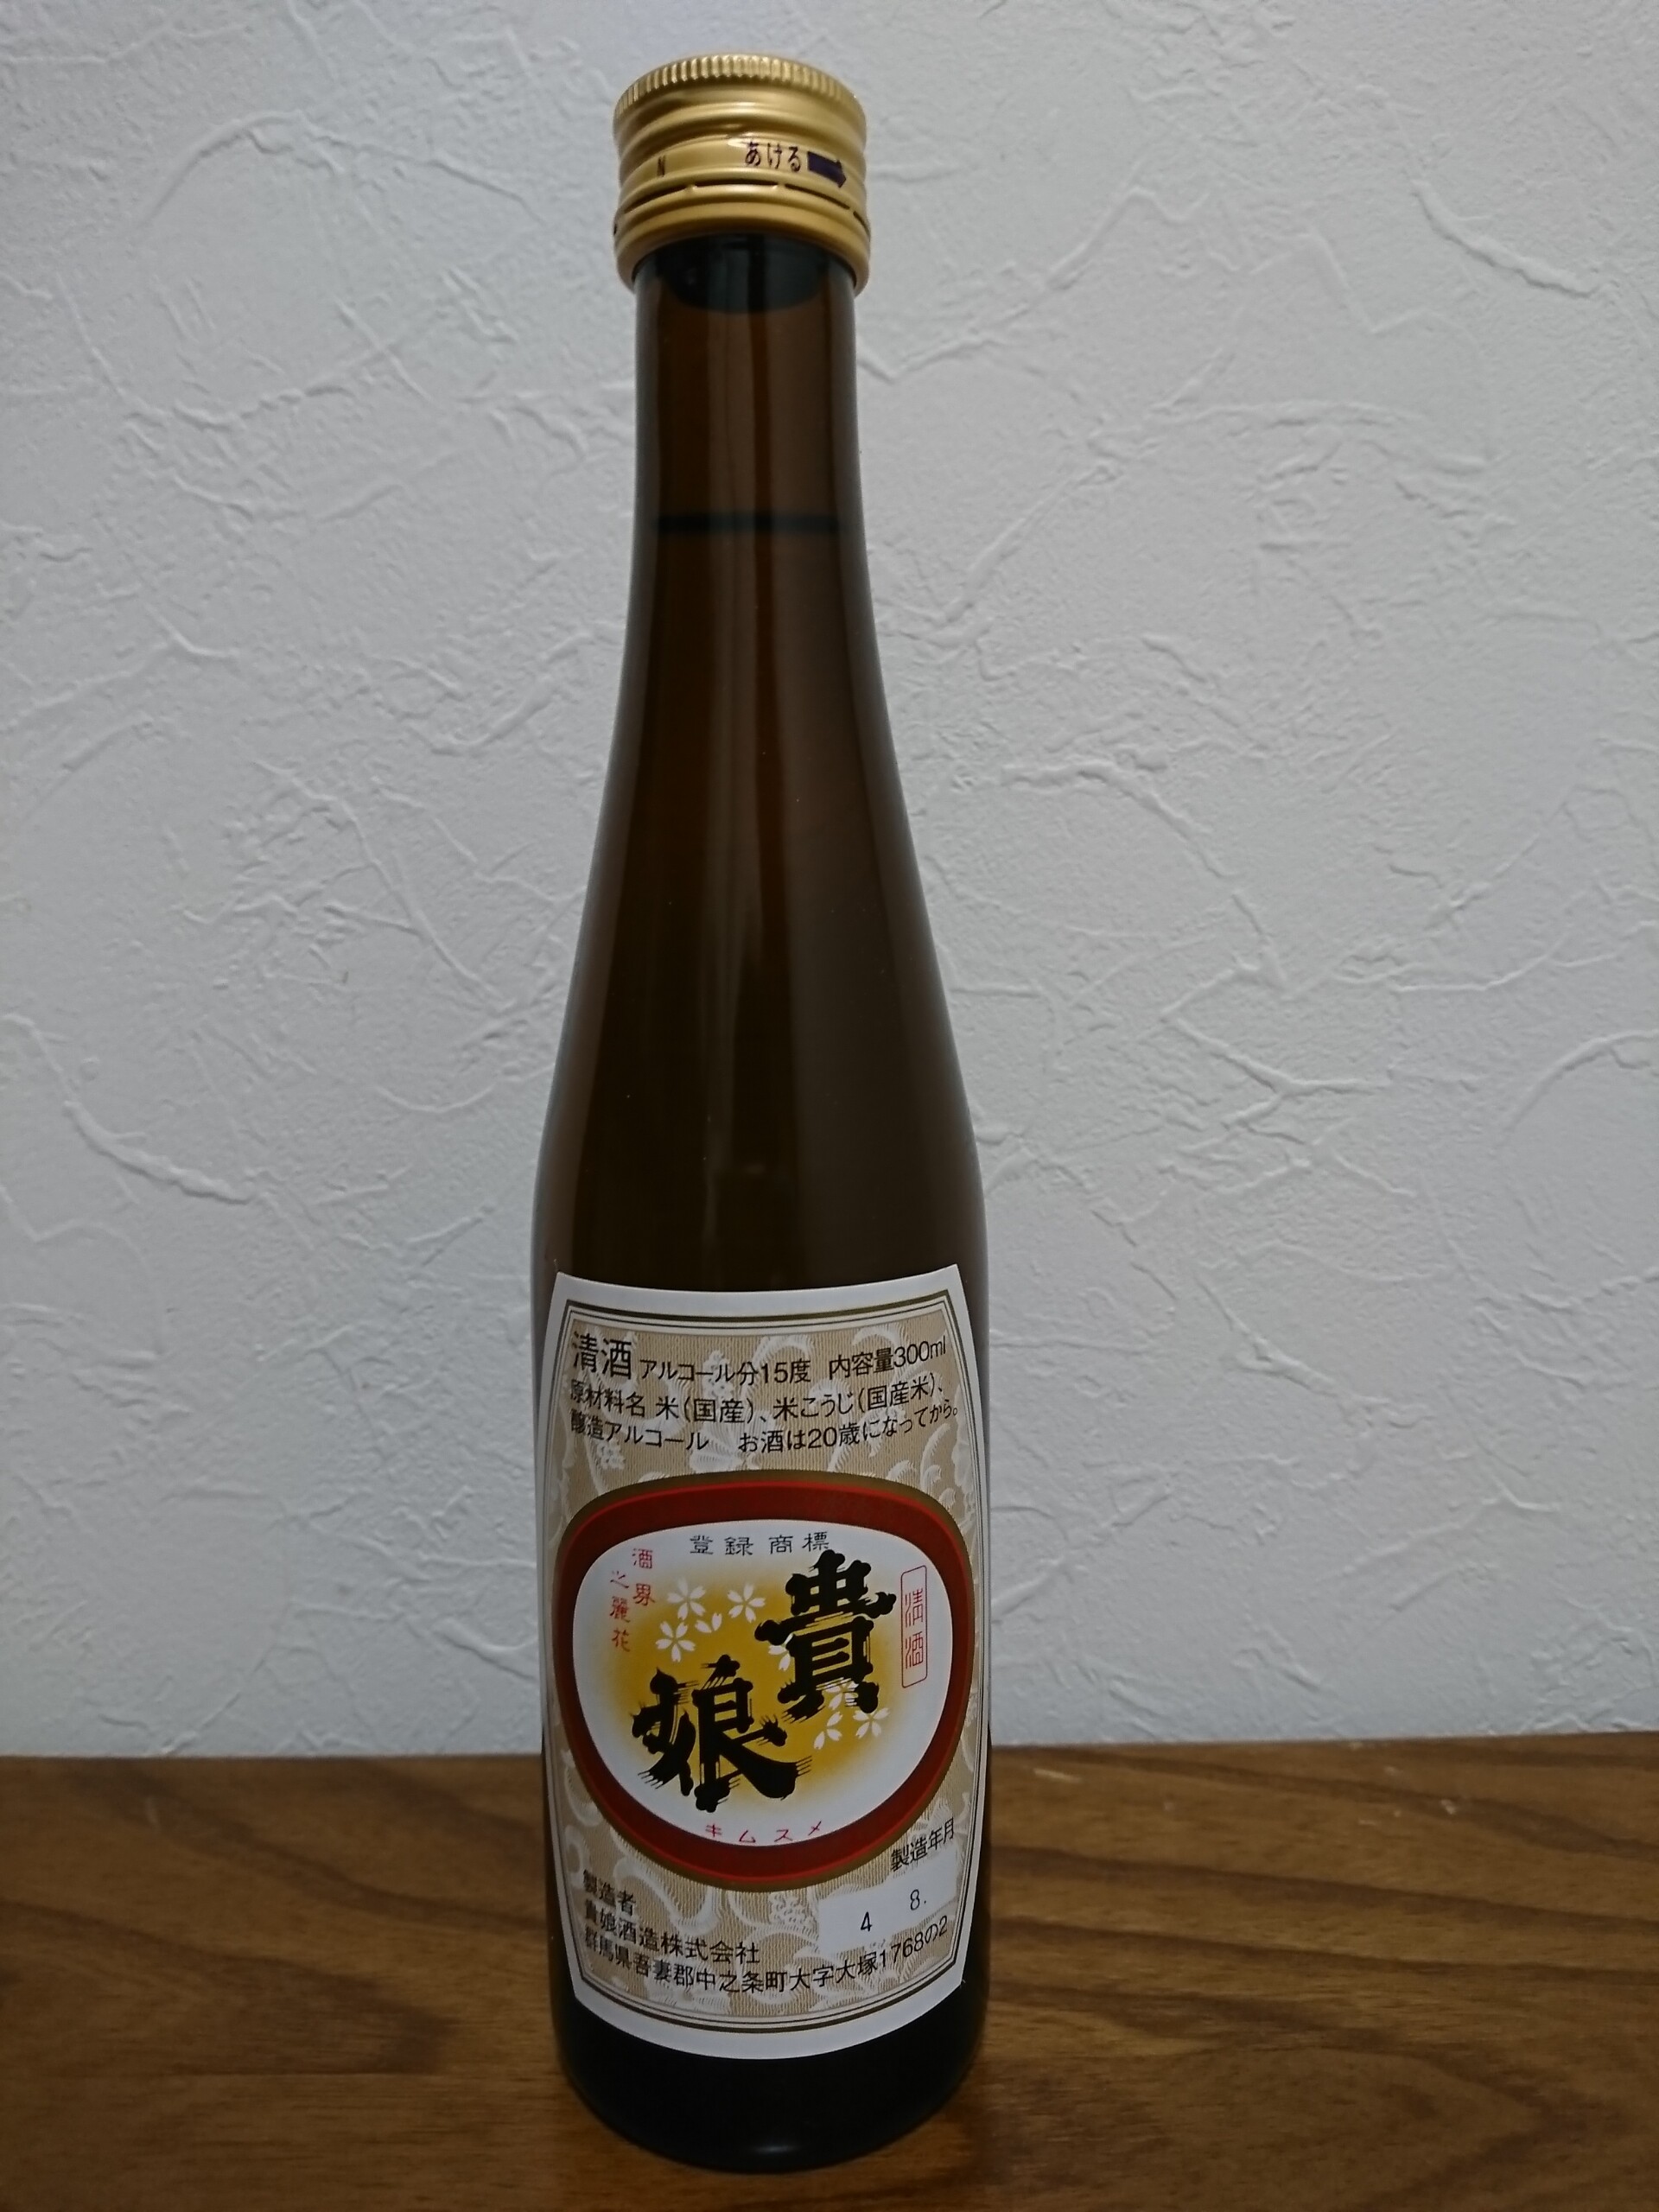 N あける
清酒 アルコール分15度 内容量300ml
原材料名 米(国産)、米こうじ(国産米)、
醸造アルコール お酒は20歳になってから。
登録商標
清酒
貴娘
酒界
之麗花
キムスメ
製造年月
4 8.
製造者
貴娘酒造株式会社
群馬県吾妻郡中之条町大字大塚1768の2